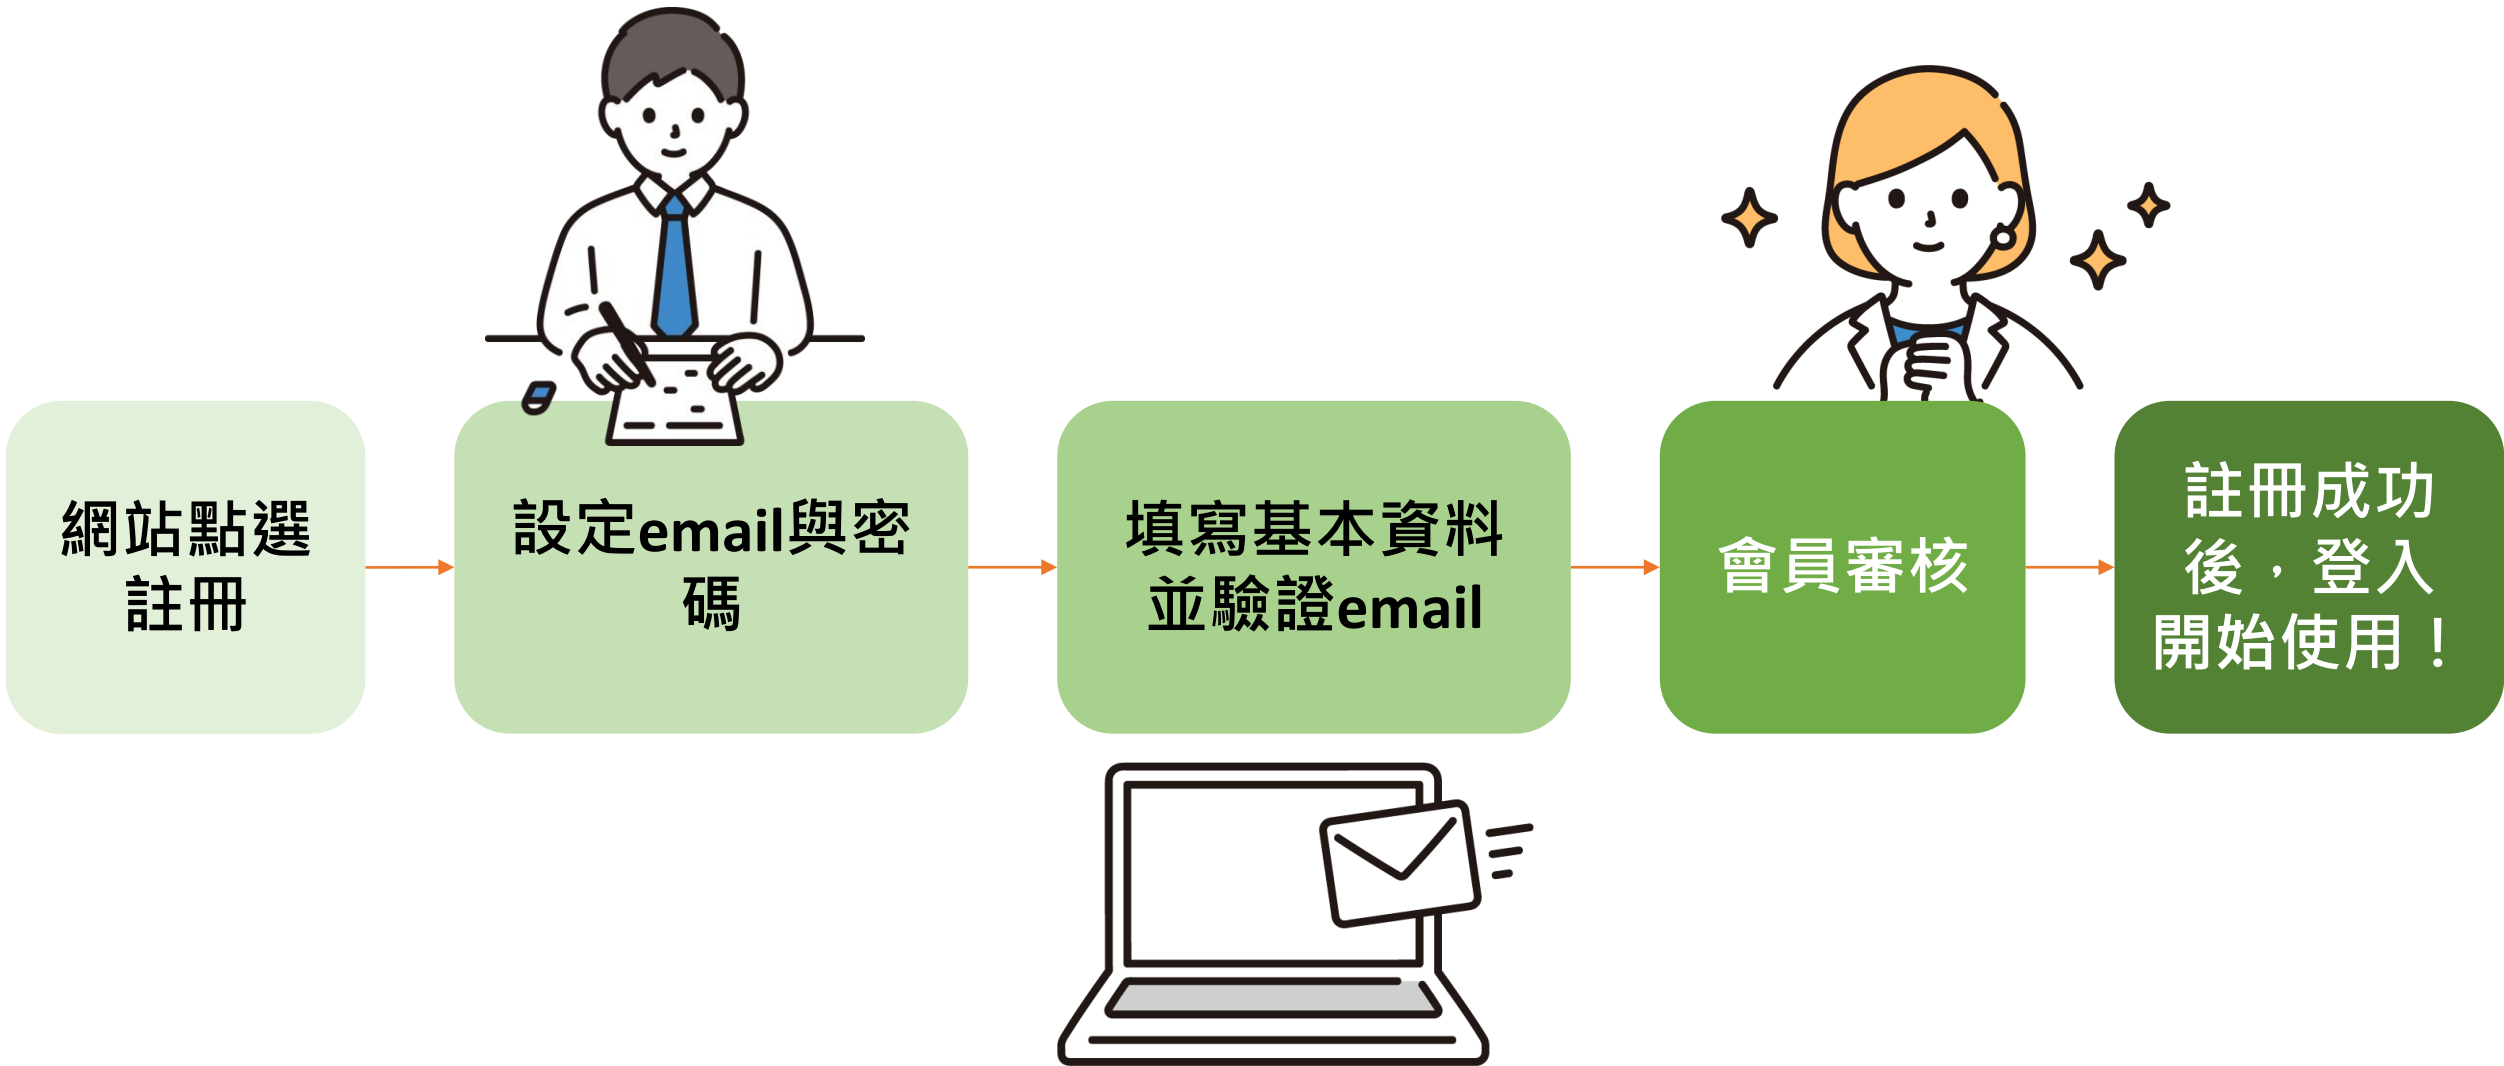 網站點選
註冊
設定email與密
碼
填寫基本資料
並驗證email
會員審核
註冊成功
後，登入
開始使用！